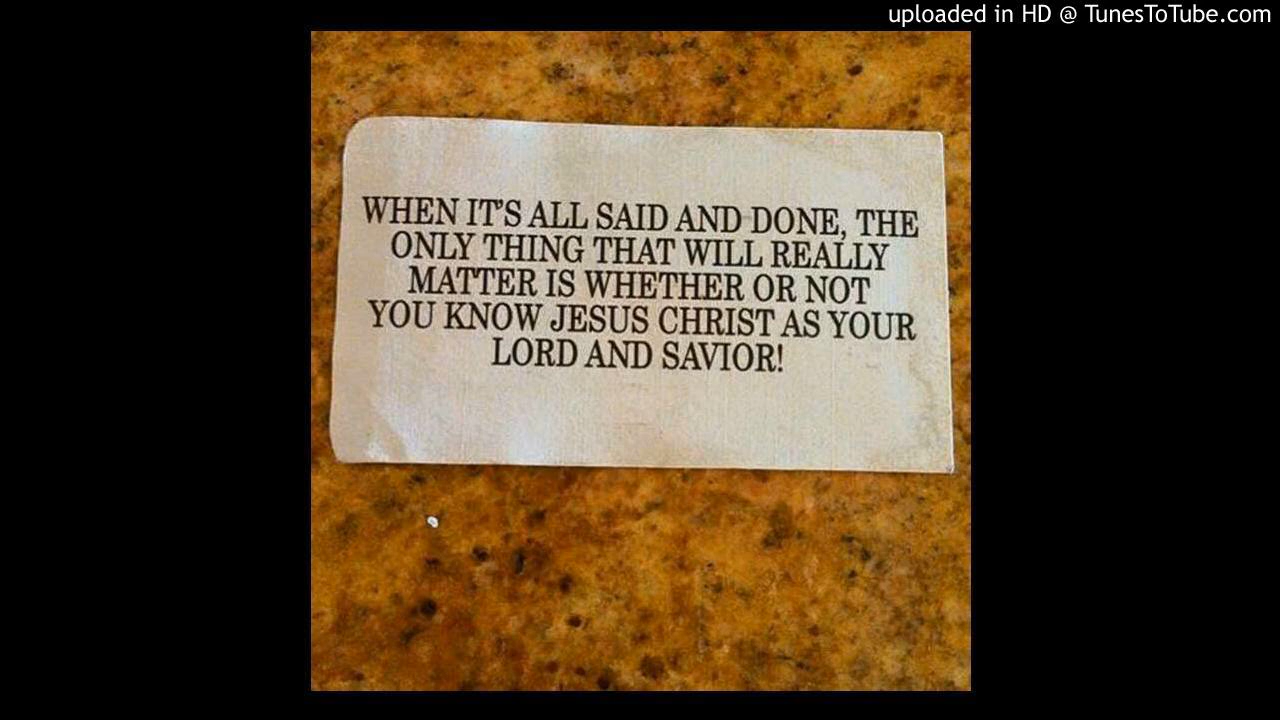 uploaded in HD @ TunesToTube.com
WHEN IT'S ALL SAID AND DONE, THE
ONLY THING THAT WILL REALLY
MATTER IS WHETHER OR NOT
YOU KNOW JESUS CHRIST AS YOUR
LORD AND SAVIOR!